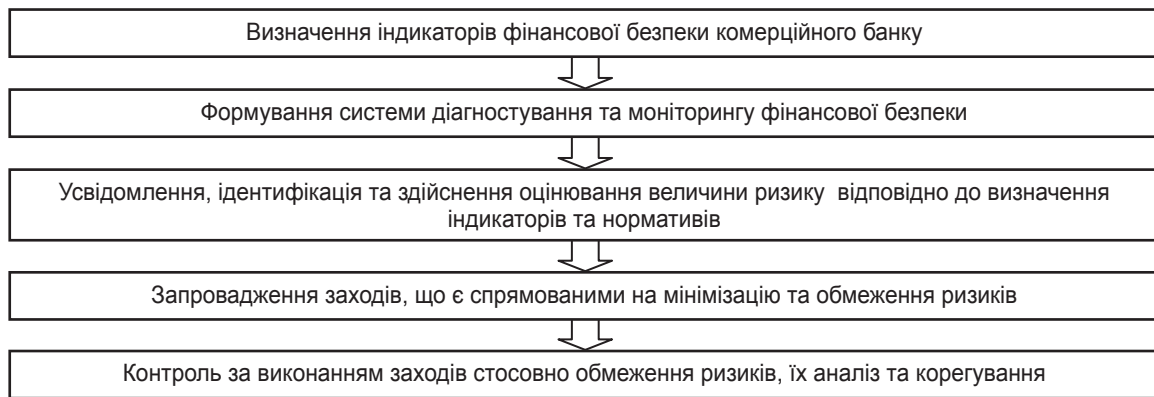 Визначення індикаторів фінансової безпеки комерційного банку
Формування системи діагностування та моніторингу фінансової безпеки
Усвідомлення, ідентифікація та здійснення оцінювання величини ризику відповідно до визначення
індикаторів та нормативів
Запровадження заходів, що є спрямованими на мінімізацію та обмеження ризиків
Контроль за виконанням заходів стосовно обмеження ризиків, їх аналіз та корегування